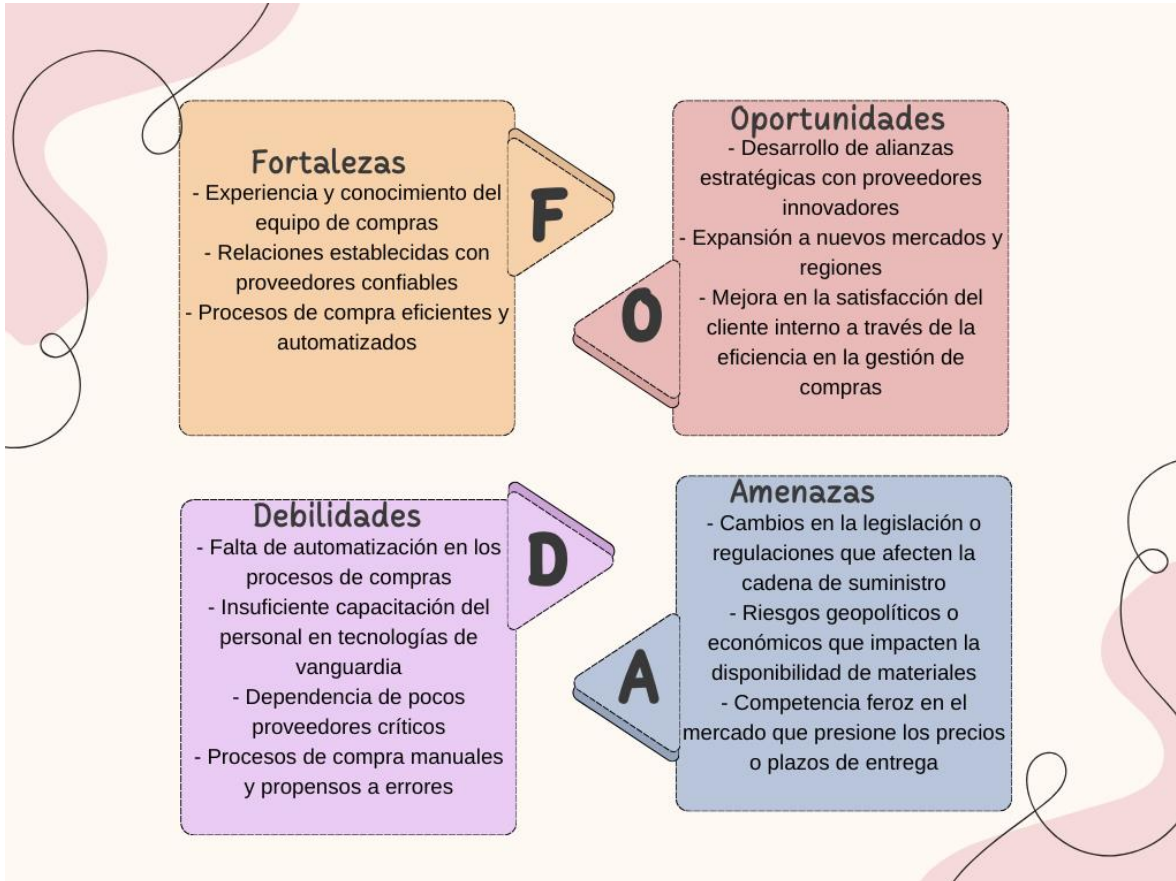 Fortalezas
- Experiencia y conocimiento del
equipo de compras
- Relaciones establecidas con
proveedores confiables
- Procesos de compra eficientes y
automatizados
F
Oportunidades
- Desarrollo de alianzas
estratégicas con proveedores
innovadores
- Expansión a nuevos mercados y
regiones
- Mejora en la satisfacción del
cliente interno a través de la
eficiencia en la gestión de
compras
O
Debilidades
- Falta de automatización en los
procesos de compras
- Insuficiente capacitación del
personal en tecnologías de
vanguardia
- Dependencia de pocos
proveedores críticos
- Procesos de compra manuales
y propensos a errores
D
Amenazas
- Cambios en la legislación o
regulaciones que afecten la
cadena de suministro
- Riesgos geopolíticos o
económicos que impacten la
disponibilidad de materiales
- Competencia feroz en el
mercado que presione los precios
o plazos de entrega
A